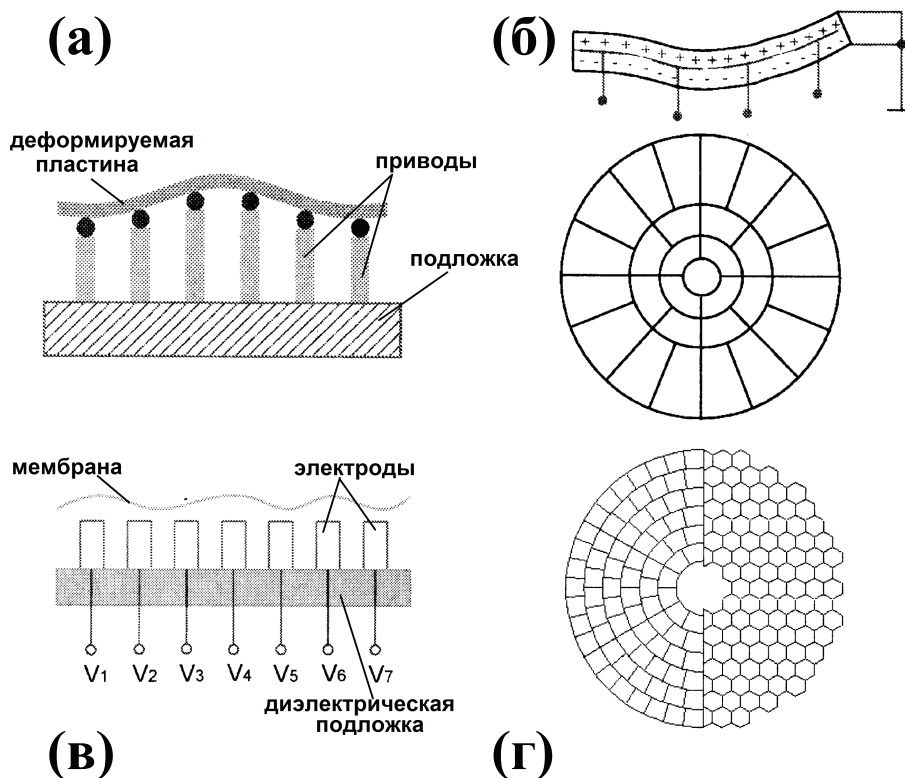 (а)
(б)
деформируемая
пластина
приводы
подложка
мембрана
электроды
V1 V2 V3 V4 V5 V6 V7
диэлектрическая
подложка
(в)
(г)